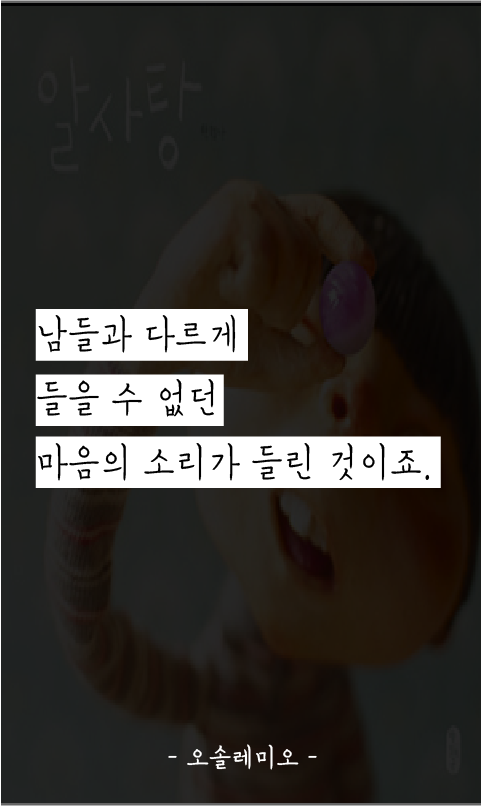 알사탕
남들과 다르게
들을 수 없던
마음의 소리가 들린 것이죠.
- 오솔레미오 -